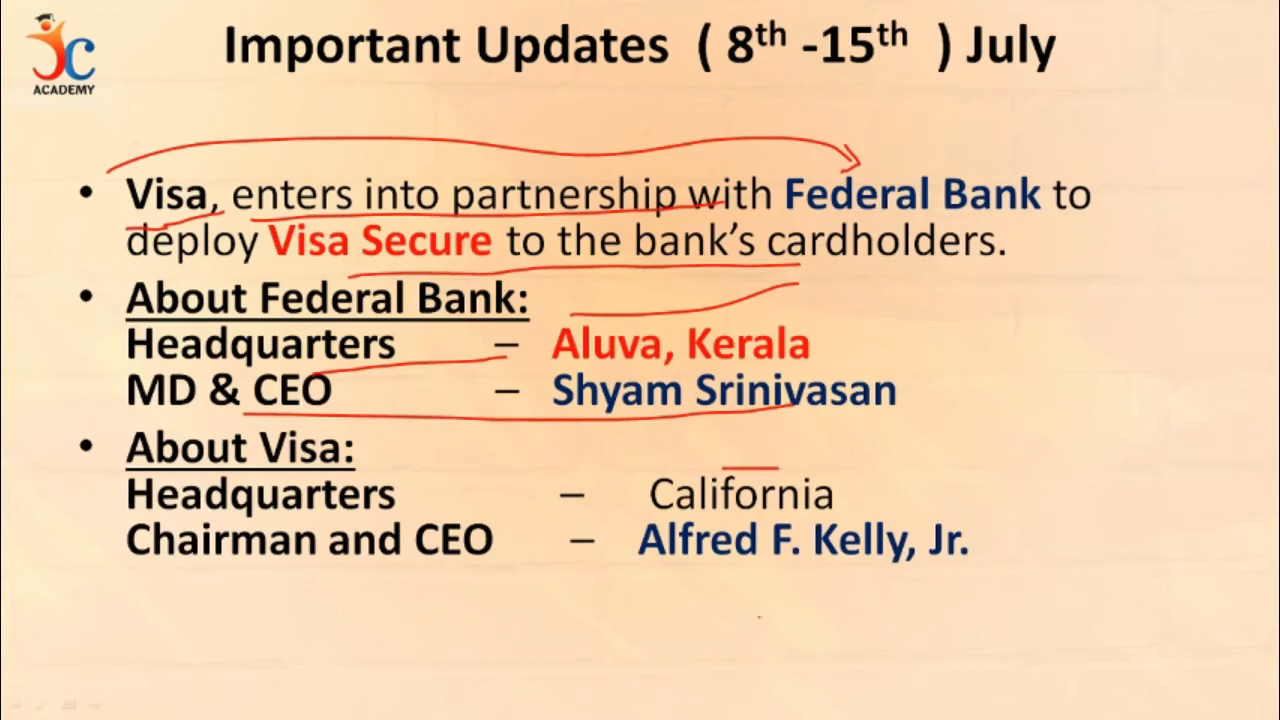 JC
ACADEMY
Important Updates ( 8th -15th ) July
• Visa, enters into partnership with Federal Bank to
deploy Visa Secure to the bank’s cardholders.
• About Federal Bank:
Headquarters – Aluva, Kerala
MD & CEO – Shyam Srinivasan
• About Visa:
Headquarters – California
Chairman and CEO – Alfred F. Kelly, Jr.